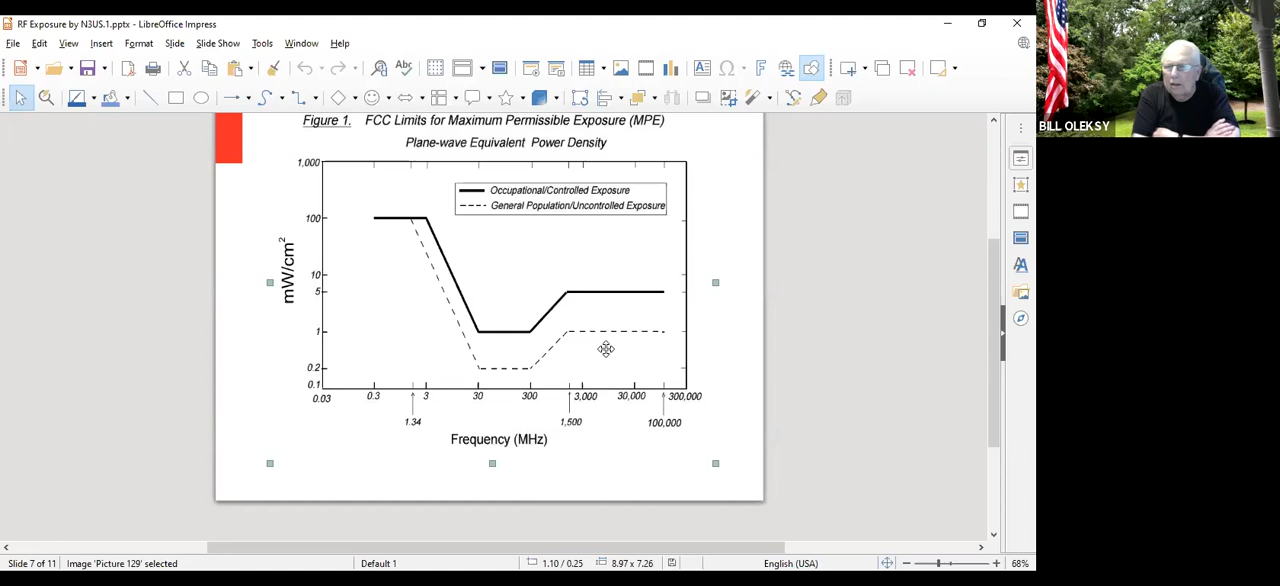 RF Exposure by N3US.1.pptx - LibreOffice Impress
File Edit View Insert Format Slide Slide Show Tools Window Help
Abc
BILL OLEKSY
Figure 1. FCC Limits for Maximum Permissible Exposure (MPE)
Plane-wave Equivalent Power Density
1,000
Occupational/Controlled Exposure
General Population/Uncontrolled Exposure
100
mW/cm²
10
5
1
0.2
0.1
0.03 0.3 3 30 300 3,000 30,000 300,000
1.34 1,500 100,000
Frequency (MHz)
Slide 7 of 11 Image 'Picture 129' selected Default 1 1.10 / 0.25 8.97 x 7.26 English (USA) 68%